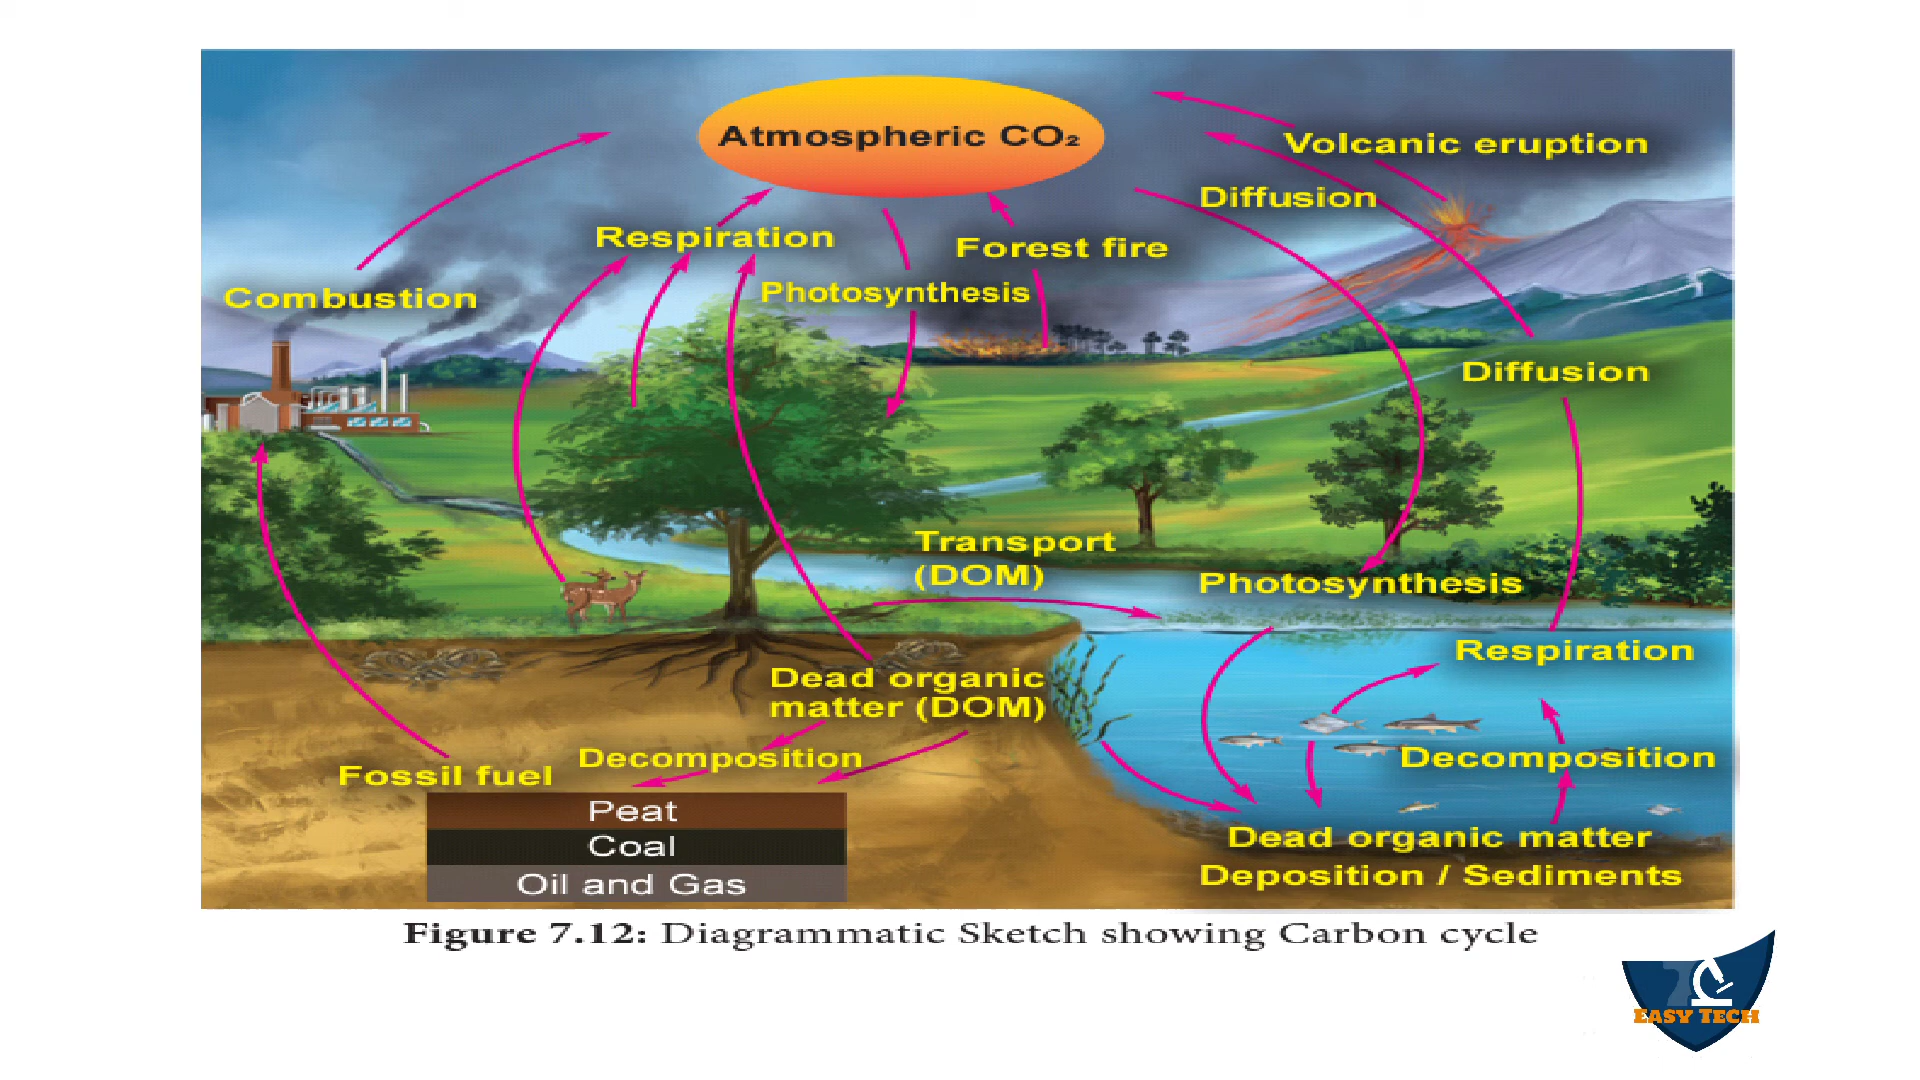 Atmospheric CO₂
Volcanic eruption
Diffusion
Respiration
Forest fire
Photosynthesis
Combustion
Diffusion
Transport
(DOM)
Photosynthesis
Respiration
Dead organic
matter (DOM)
Decomposition
Decomposition
Fossil fuel
Peat
Coal
Oil and Gas
Dead organic matter
Deposition / Sediments
Figure 7.12: Diagrammatic Sketch showing Carbon cycle
EASY TECH